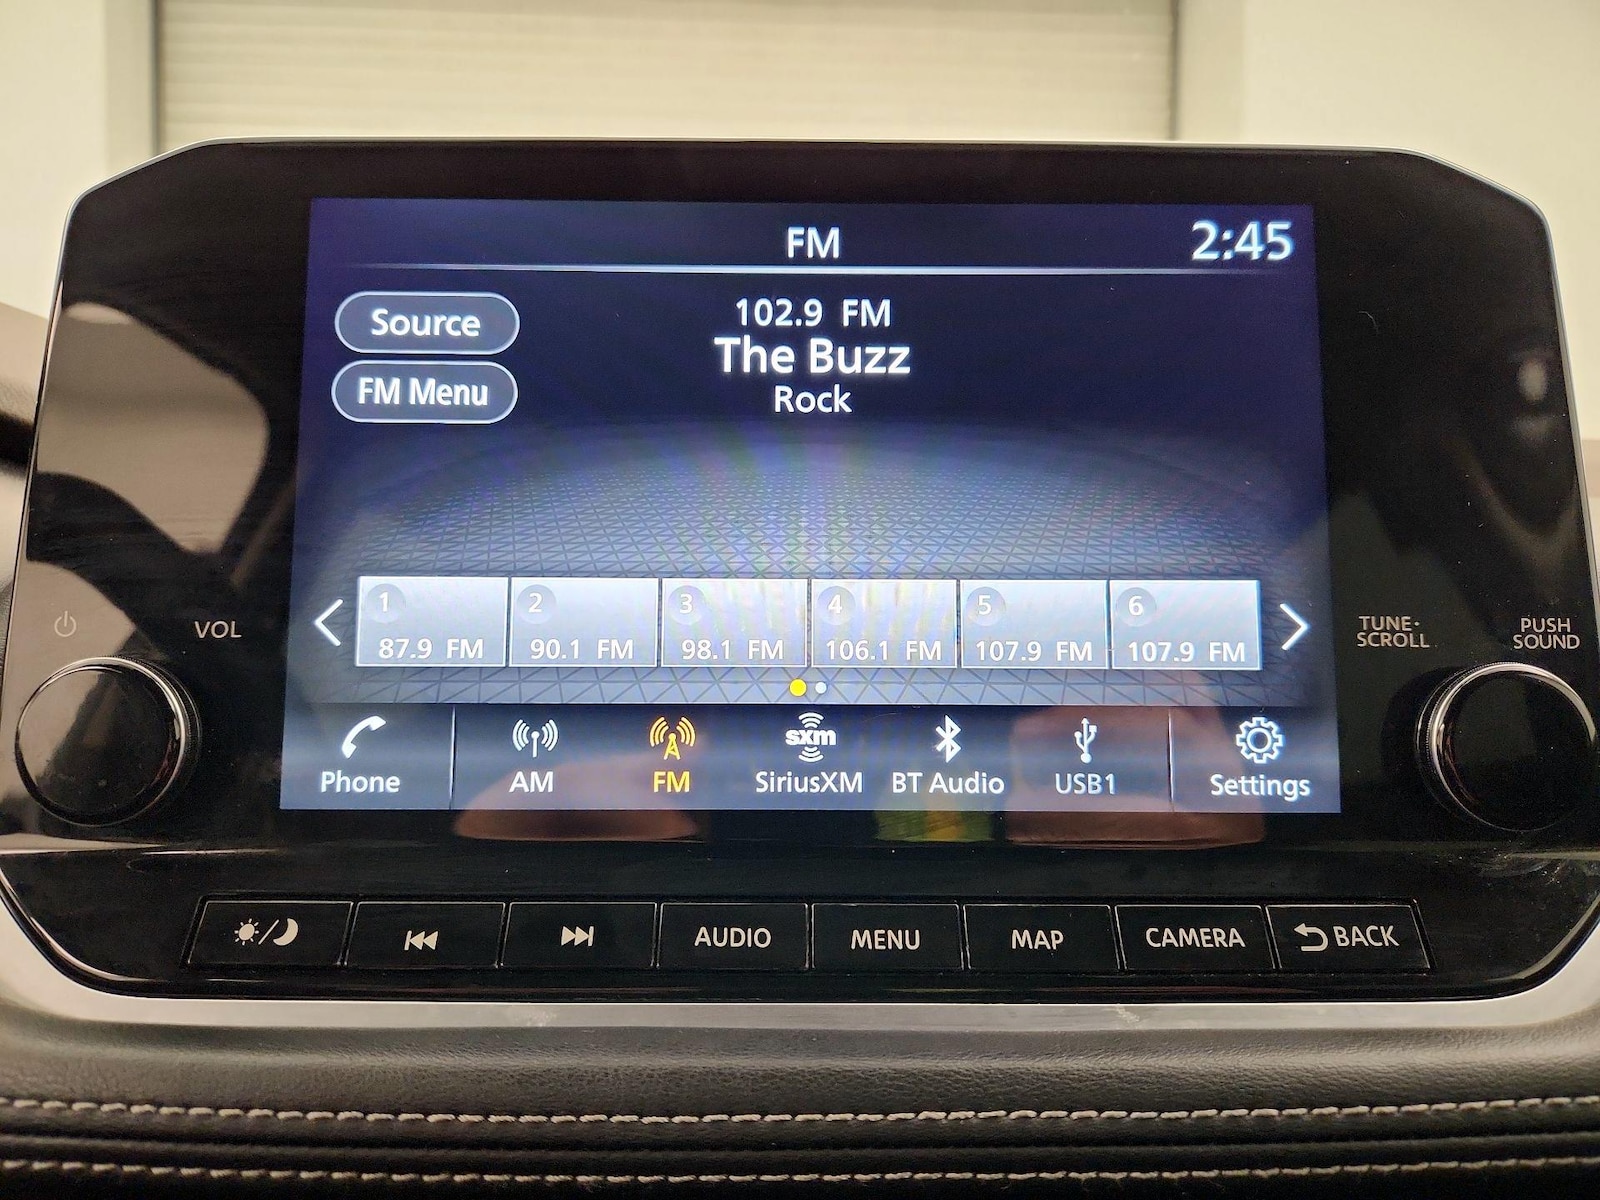 FM
2:45
Source
102.9 FM
The Buzz
FM Menu
Rock
1 2 3 4 5 6
87.9 FM 90.1 FM 98.1 FM 106.1 FM 107.9 FM 107.9 FM
VOL
TUNE·
SCROLL
PUSH
SOUND
sxm
Phone AM FM SiriusXM BT Audio USB1 Settings
AUDIO MENU MAP CAMERA BACK